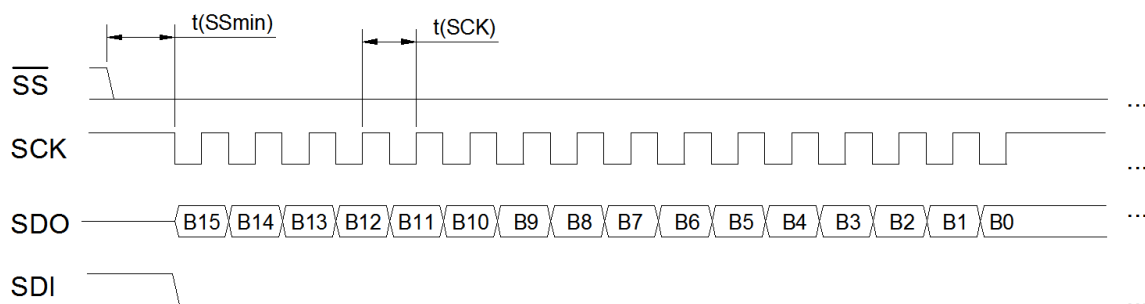 t(SSmin) t(SCK)
SS
...
SCK
...
SDO B15 B14 B13 B12 B11 B10 B9 B8 B7 B6 B5 B4 B3 B2 B1 B0 ...
SDI
...